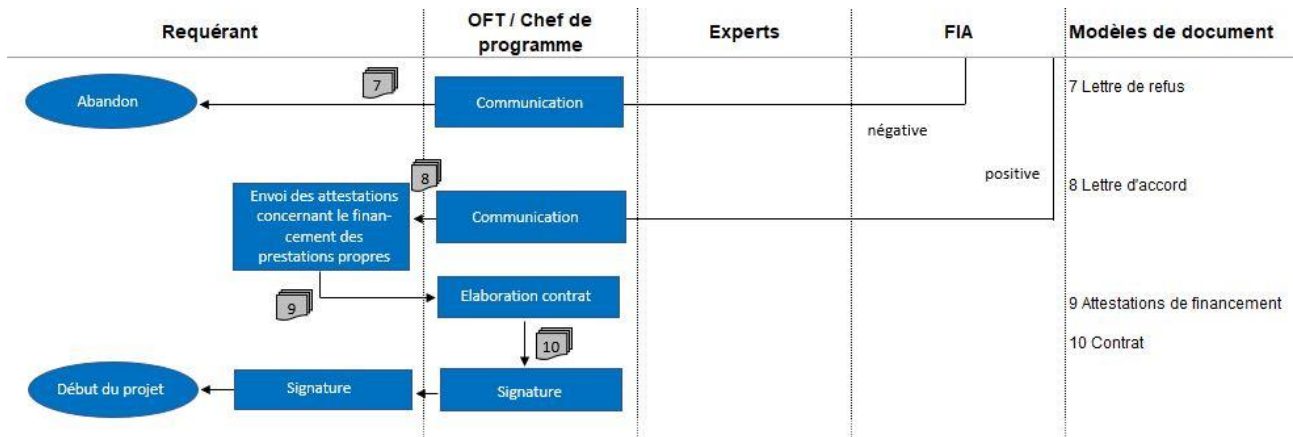 Requérant
OFT / Chef de
programme
Experts
FIA
Modèles de document
7
7 Lettre de refus
Abandon
Communication
négative
positive
8
8 Lettre d'accord
Envoi des attestations
concernant le finan-
cement des
prestations propres
Communication
9
Elaboration contrat
9 Attestations de financement
10
10 Contrat
Début du projet
Signature
Signature